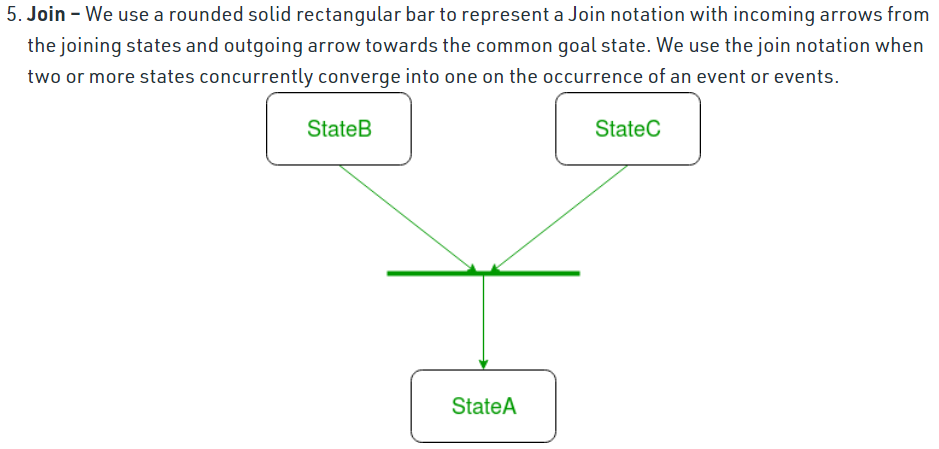 5. Join – We use a rounded solid rectangular bar to represent a Join notation with incoming arrows from
the joining states and outgoing arrow towards the common goal state. We use the join notation when
two or more states concurrently converge into one on the occurrence of an event or events.
StateB
StateC
StateA